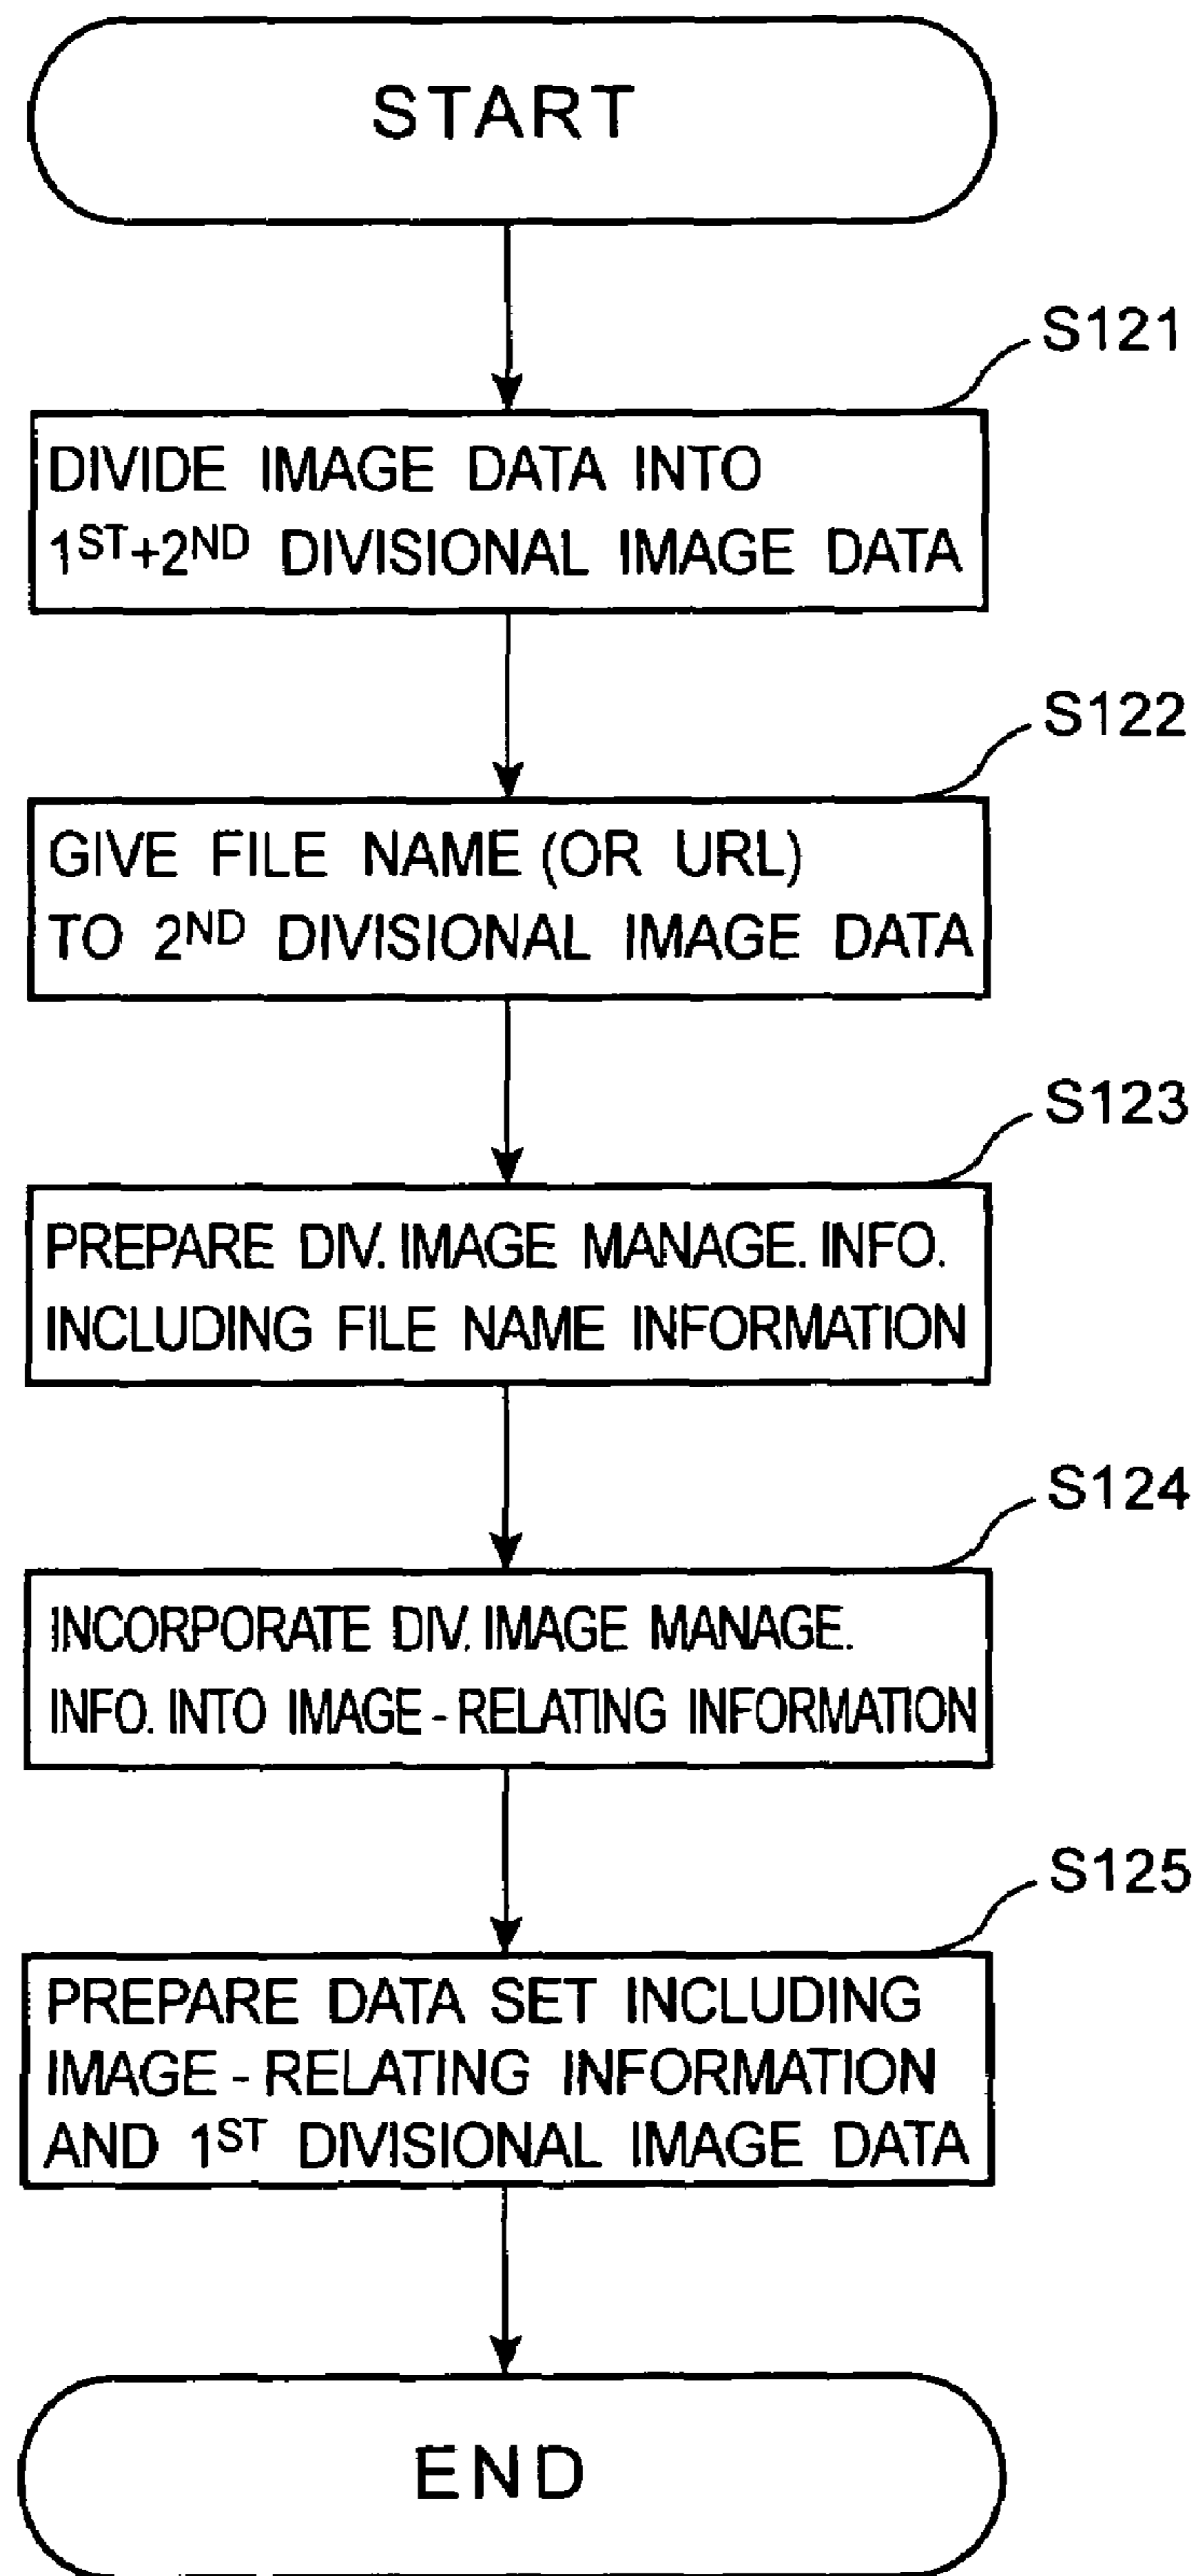 START
S121
DIVIDE IMAGE DATA INTO
1ST+2ND DIVISIONAL IMAGE DATA
S122
GIVE FILE NAME (OR URL)
TO 2ND DIVISIONAL IMAGE DATA
S123
PREPARE DIV. IMAGE MANAGE. INFO.
INCLUDING FILE NAME INFORMATION
S124
INCORPORATE DIV. IMAGE MANAGE.
INFO. INTO IMAGE-RELATING INFORMATION
S125
PREPARE DATA SET INCLUDING
IMAGE-RELATING INFORMATION
AND 1ST DIVISIONAL IMAGE DATA
END